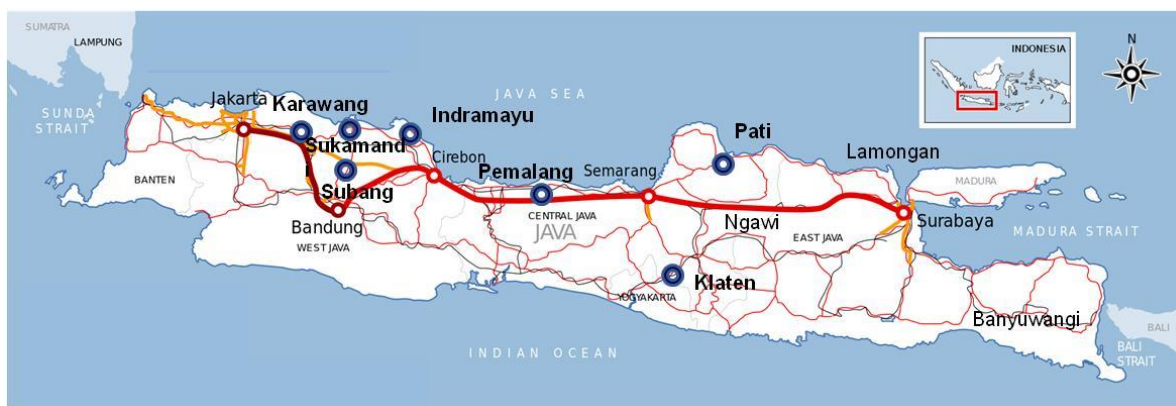 SUMATRA
LAMPUNG
INDONESIA
N
JAVA SEA
Jakarta
Karawang
SUNDA
STRAIT
Indramayu
Sukamand
Pati
Cirebon
Lamongan
Pemalang
Semarang
BANTEN
Subang
MADURA
CENTRAL JAVA
JAVA
Ngawi
Surabaya
Bandung
EAST JAVA
MADURA STRAIT
WEST JAVA
Klaten
YOGYAKARTA
Banyuwangi
BALI
BALI
STRAIT
INDIAN OCEAN